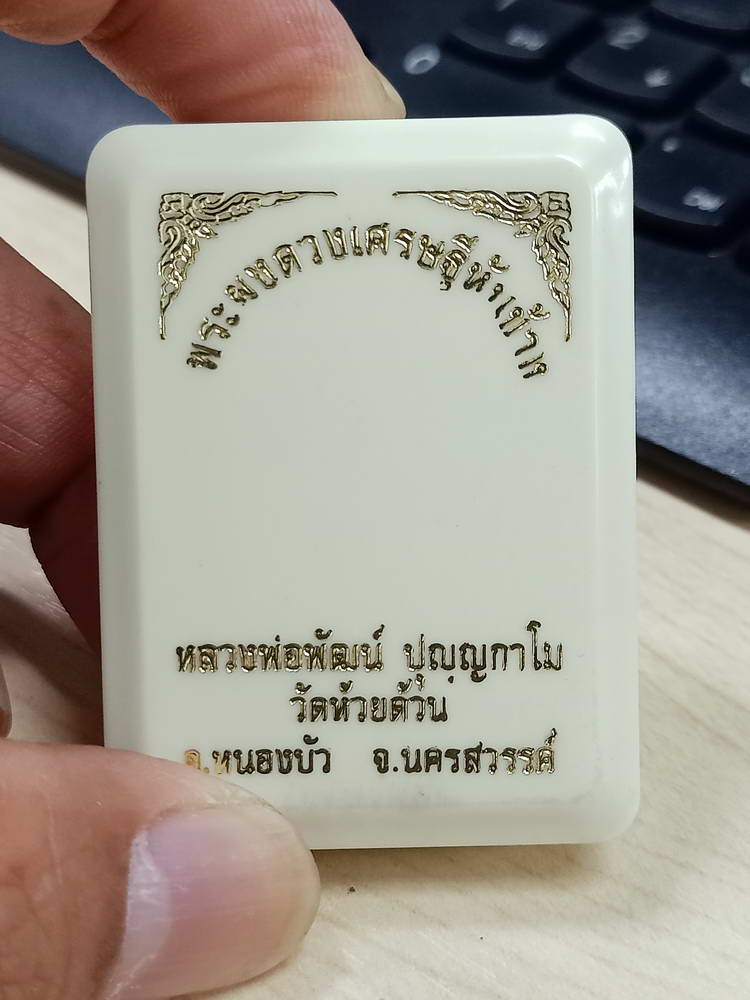 พระผงดวงเศรษฐีห้าเข้าห
หลวงพ่อพัฒน์ ปุญฺญกาโม
วัดห้วยด้วน
อ.หนองบัว จ.นครสวรรค์